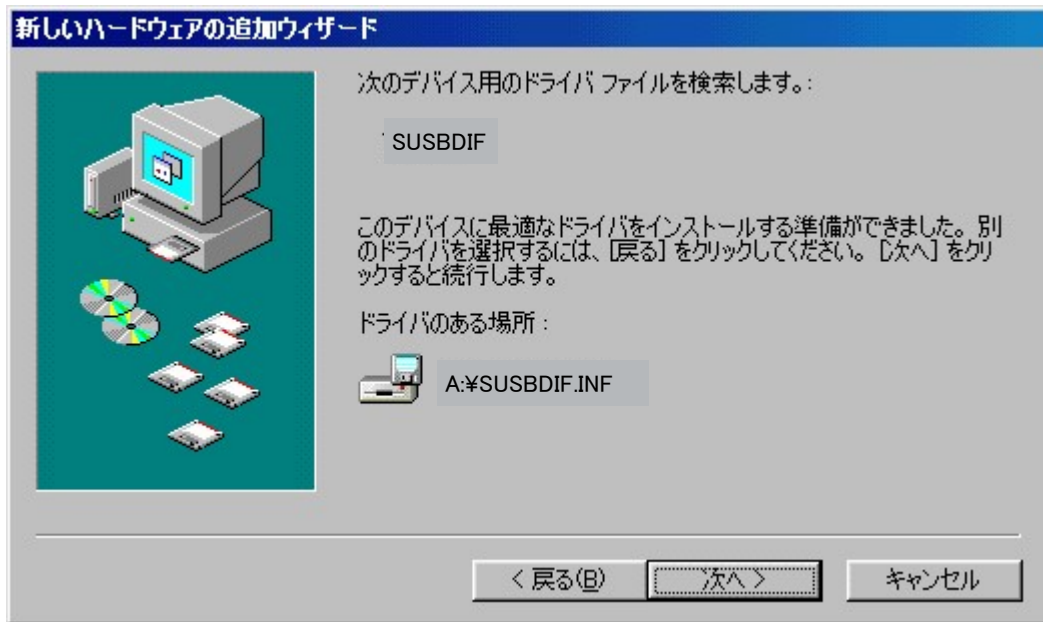 新しいハードウェアの追加ウィザード
次のデバイス用のドライバ ファイルを検索します。:
SUSBDIF
このデバイスに最適なドライバをインストールする準備ができました。別
のドライバを選択するには、[戻る] をクリックしてください。[次へ] をクリ
ックすると続行します。
ドライバのある場所 :
A:¥SUSBDIF.INF
< 戻る(B)
次へ >
キャンセル